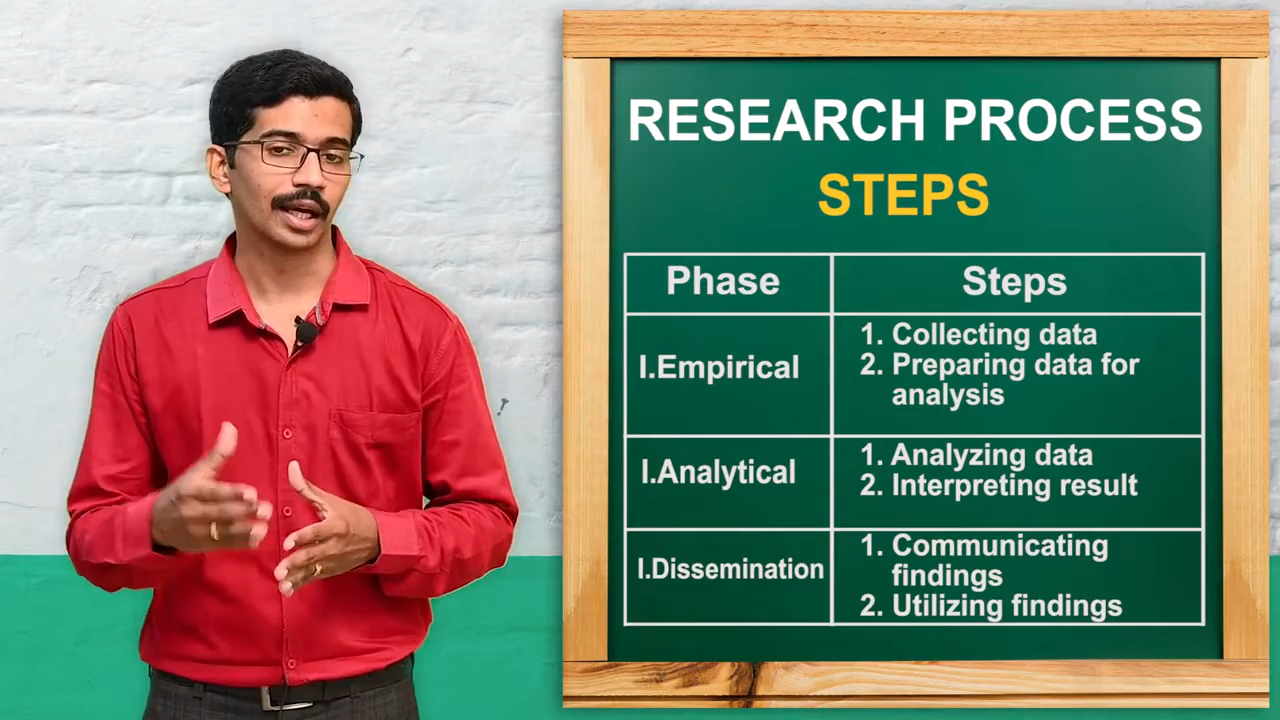 RESEARCH PROCESS
STEPS
Phase Steps
I.Empirical
1. Collecting data
2. Preparing data for
analysis
I.Analytical
1. Analyzing data
2. Interpreting result
I.Dissemination
1. Communicating
findings
2. Utilizing findings